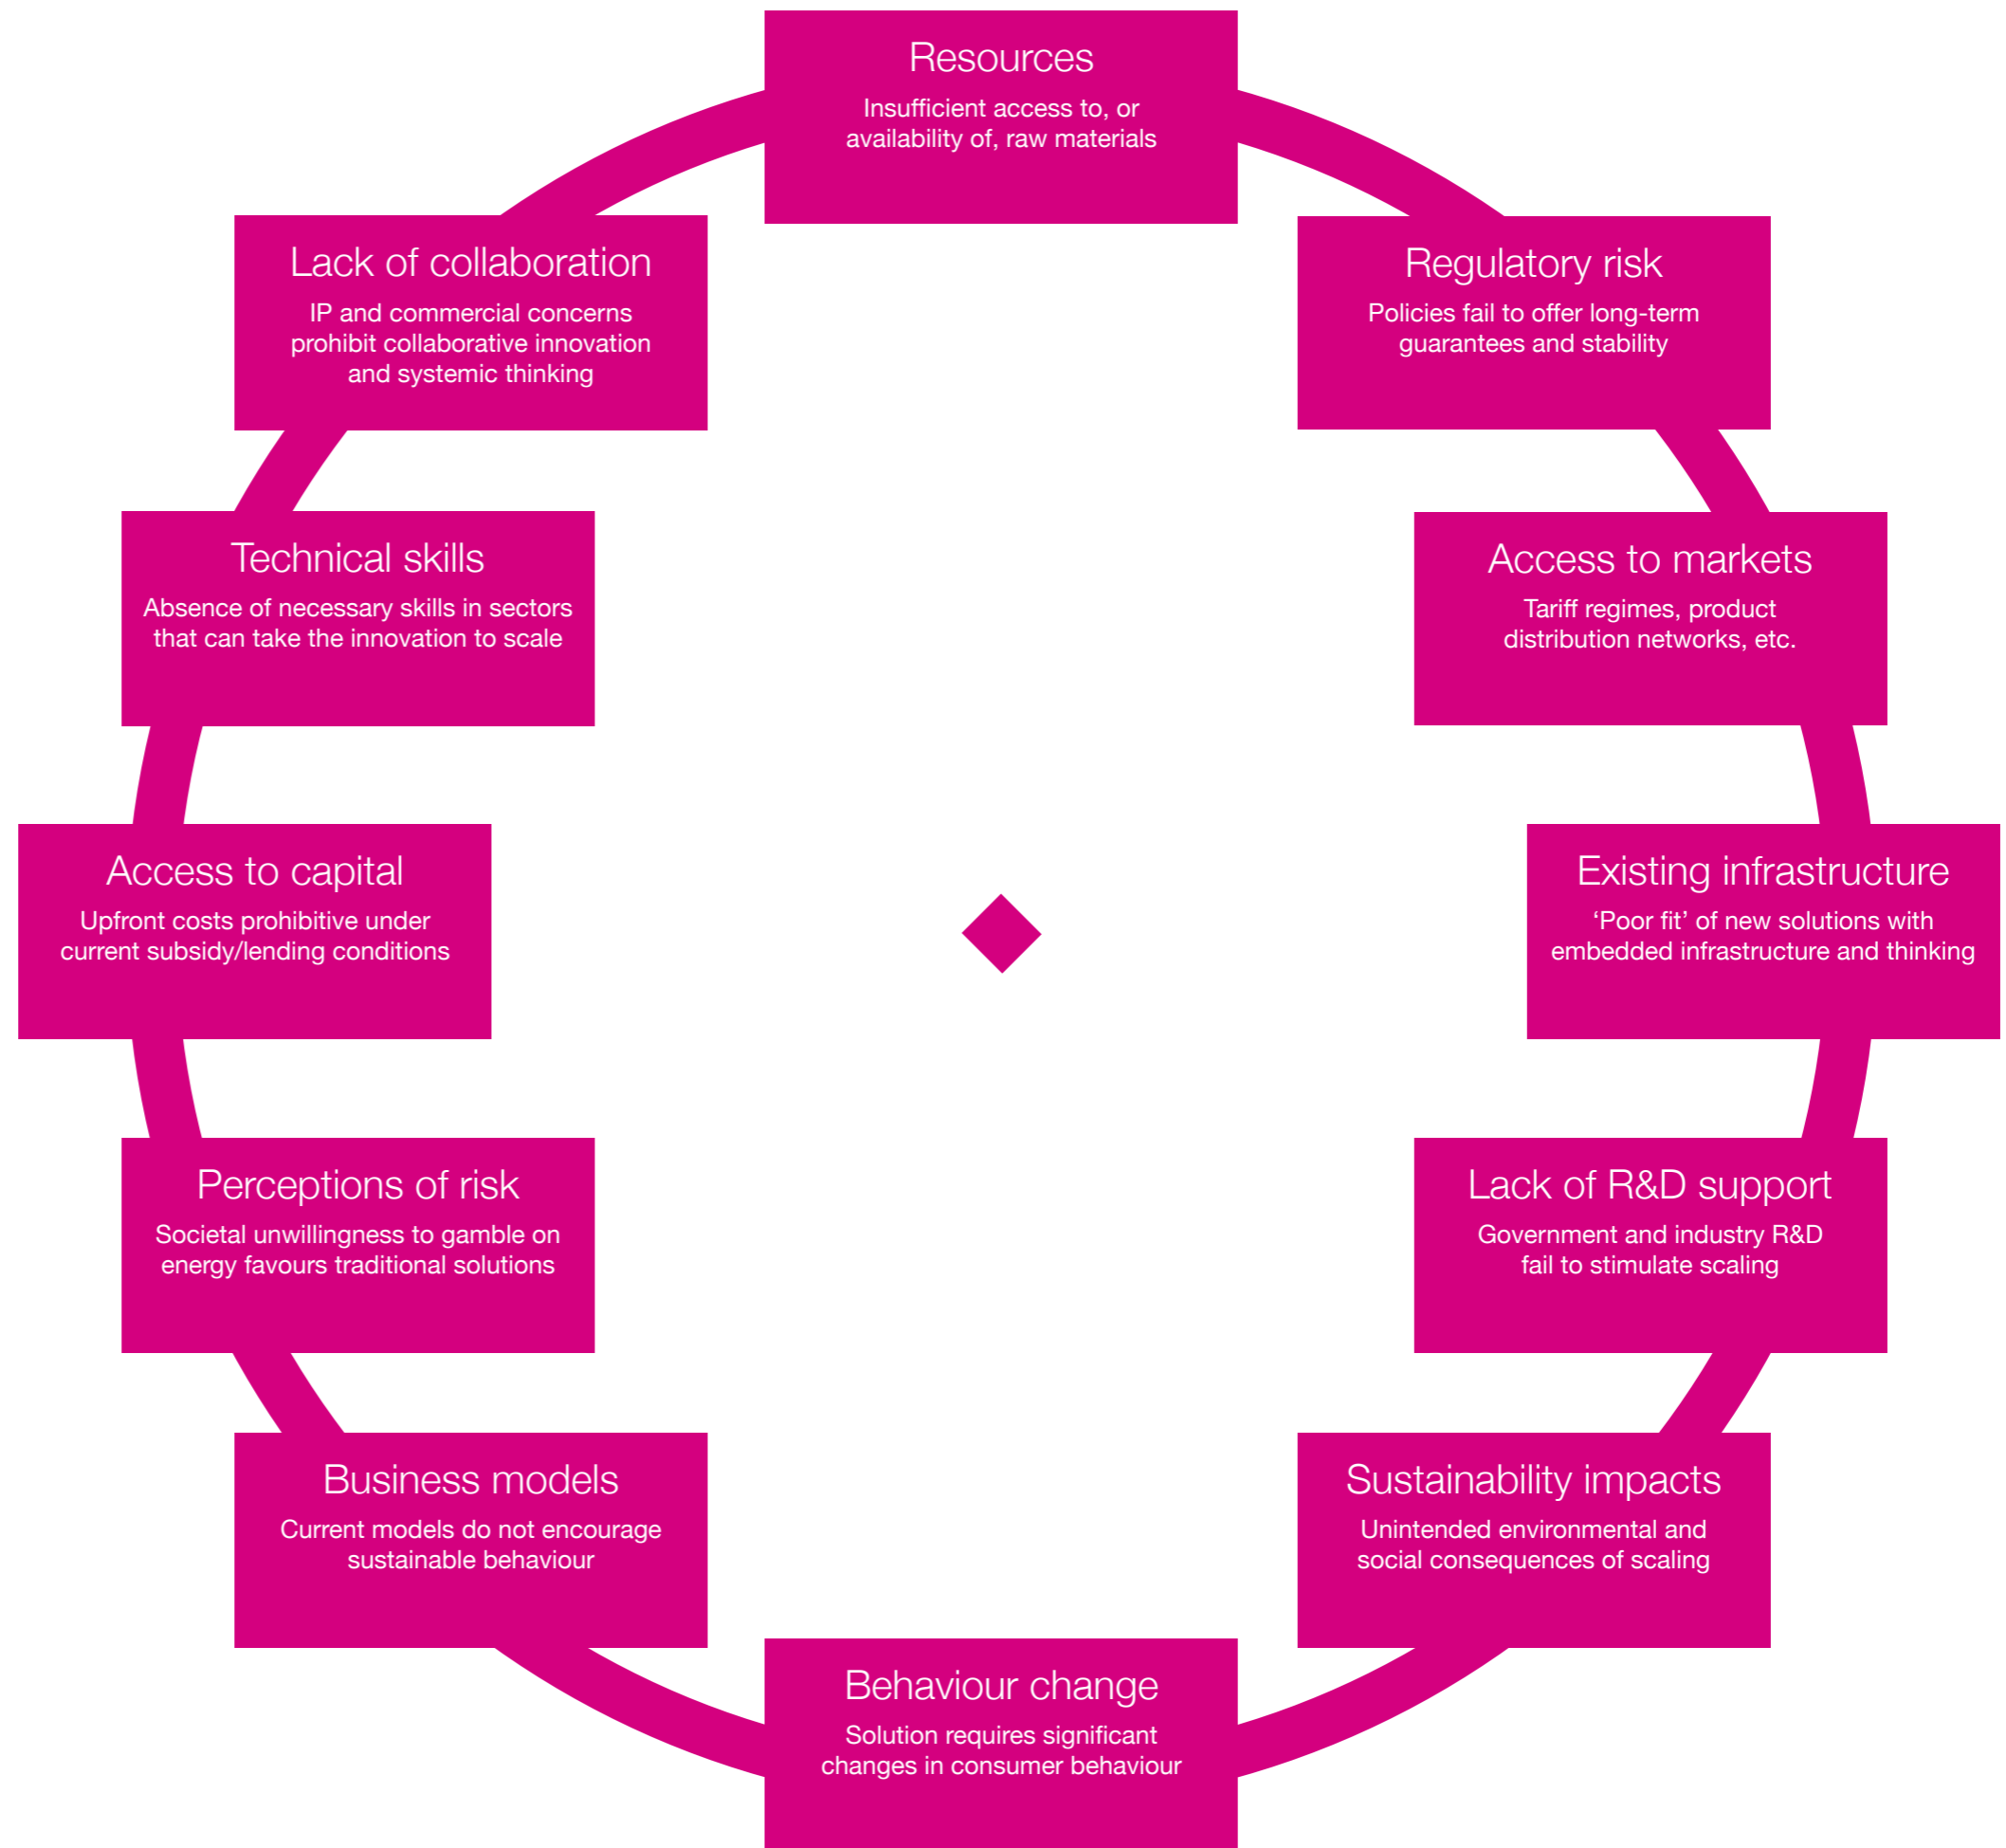 Resources
Insufficient access to, or
availability of, raw materials
Lack of collaboration
IP and commercial concerns
prohibit collaborative innovation
and systemic thinking
Regulatory risk
Policies fail to offer long-term
guarantees and stability
Technical skills
Absence of necessary skills in sectors
that can take the innovation to scale
Access to markets
Tariff regimes, product
distribution networks, etc.
Access to capital
Upfront costs prohibitive under
current subsidy/lending conditions
Existing infrastructure
‘Poor fit’ of new solutions with
embedded infrastructure and thinking
Perceptions of risk
Societal unwillingness to gamble on
energy favours traditional solutions
Lack of R&D support
Government and industry R&D
fail to stimulate scaling
Business models
Current models do not encourage
sustainable behaviour
Sustainability impacts
Unintended environmental and
social consequences of scaling
Behaviour change
Solution requires significant
changes in consumer behaviour